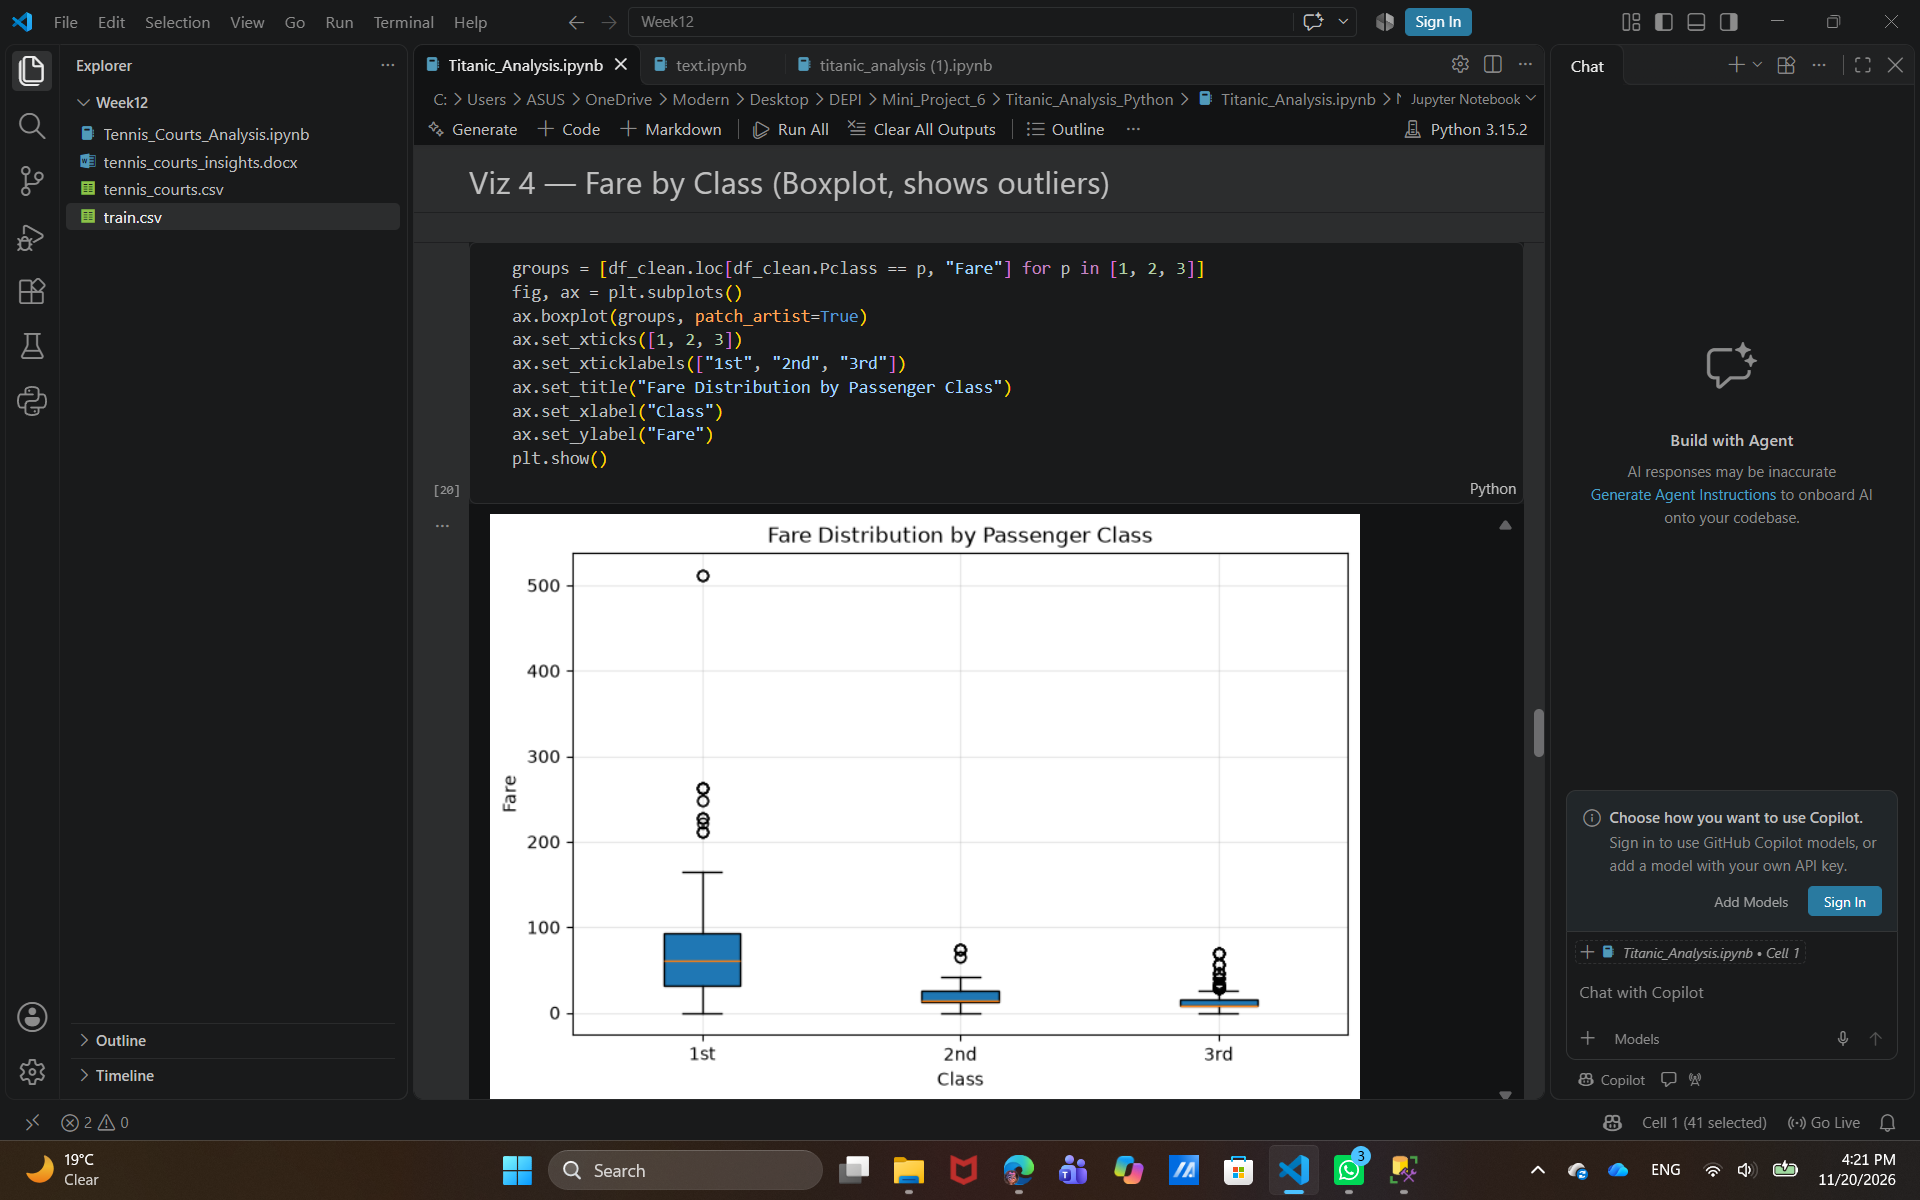 File Edit Selection View Go Run Terminal Help
Week12
Sign In
Explorer
Week12
Tennis_Courts_Analysis.ipynb
tennis_courts_insights.docx
tennis_courts.csv
train.csv
Outline
Timeline
Titanic_Analysis.ipynb
text.ipynb
titanic_analysis (1).ipynb
C: > Users > ASUS > OneDrive > Modern > Desktop > DEPI > Mini_Project_6 > Titanic_Analysis_Python > Titanic_Analysis.ipynb >
Jupyter Notebook
Generate + Code + Markdown Run All Clear All Outputs Outline ...
Python 3.15.2
Viz 4 — Fare by Class (Boxplot, shows outliers)
groups = [df_clean.loc[df_clean.Pclass == p, "Fare"] for p in [1, 2, 3]]
fig, ax = plt.subplots()
ax.boxplot(groups, patch_artist=True)
ax.set_xticks([1, 2, 3])
ax.set_xticklabels(["1st", "2nd", "3rd"])
ax.set_title("Fare Distribution by Passenger Class")
ax.set_xlabel("Class")
ax.set_ylabel("Fare")
plt.show()
[20]
Python
Fare Distribution by Passenger Class
500
400
300
200
100
0
Fare
1st 2nd 3rd
Class
Chat
Build with Agent
AI responses may be inaccurate
Generate Agent Instructions to onboard AI
onto your codebase.
Choose how you want to use Copilot.
Sign in to use GitHub Copilot models, or
add a model with your own API key.
Add Models Sign In
Titanic_Analysis.ipynb • Cell 1
Chat with Copilot
Models
Copilot
2 0
Cell 1 (41 selected) Go Live
19°C
Clear
Search
3
ENG
4:21 PM
11/20/2026